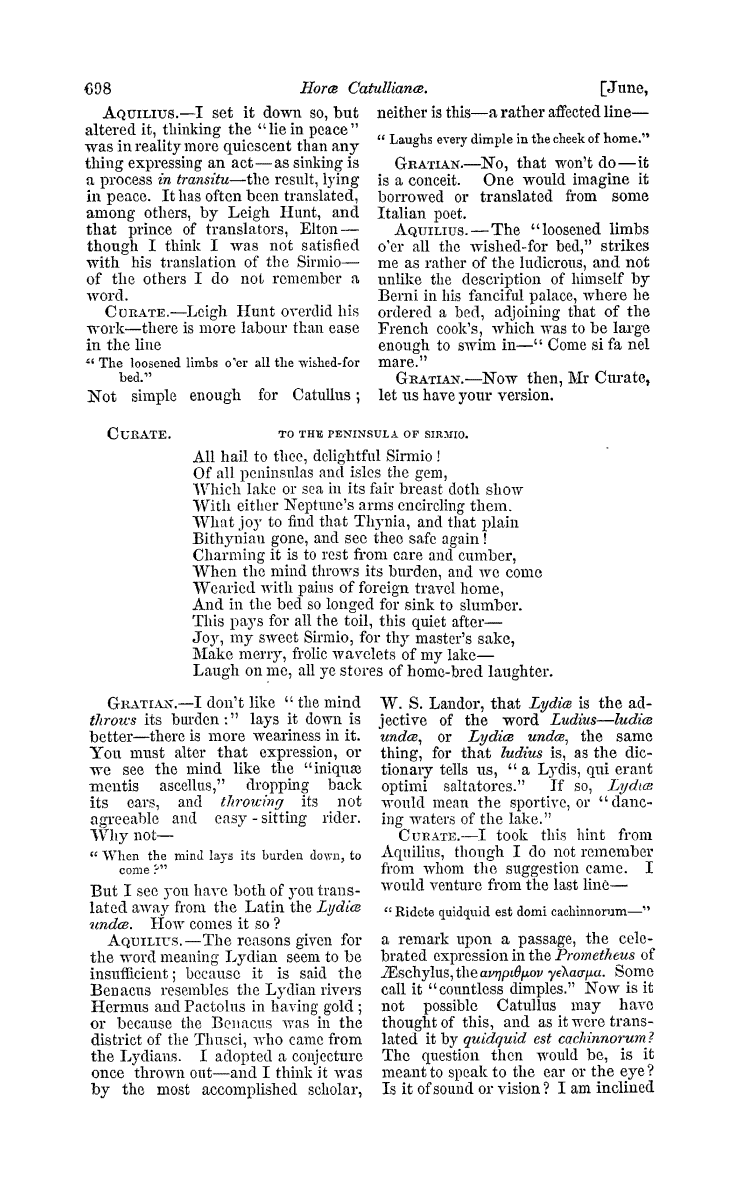 698 Horæ Catullianæ. [June,
AQUILIUS.—I set it down so, but
altered it, thinking the "lie in peace"
was in reality more quiescent than any
thing expressing an act—as sinking is
a process in transitu—the result, lying
in peace. It has often been translated,
among others, by Leigh Hunt, and
that prince of translators, Elton—
though I think I was not satisfied
with his translation of the Sirmio—
of the others I do not remember a
word.
CURATE.—Leigh Hunt overdid his
work—there is more labour than ease
in the line
"The loosened limbs o'er all the wished-for
bed."
Not simple enough for Catullus;
neither is this—a rather affected line—
"Laughs every dimple in the cheek of home."
GRATIAN.—No, that won't do—it
is a conceit. One would imagine it
borrowed or translated from some
Italian poet.
AQUILIUS.—The "loosened limbs
o'er all the wished-for bed," strikes
me as rather of the ludicrous, and not
unlike the description of himself by
Berni in his fanciful palace, where he
ordered a bed, adjoining that of the
French cook's, which was to be large
enough to swim in—"Come si fa nel
mare."
GRATIAN.—Now then, Mr Curate,
let us have your version.
CURATE. TO THE PENINSULA OF SIRMIO.
All hail to thee, delightful Sirmio!
Of all peninsulas and isles the gem,
Which lake or sea in its fair breast doth show
With either Neptune's arms encircling them.
What joy to find that Thynia, and that plain
Bithynian gone, and see thee safe again!
Charming it is to rest from care and cumber,
When the mind throws its burden, and we come
Wearied with pains of foreign travel home,
And in the bed so longed for sink to slumber.
This pays for all the toil, this quiet after—
Joy, my sweet Sirmio, for thy master's sake,
Make merry, frolic wavelets of my lake—
Laugh on me, all ye stores of home-bred laughter.
GRATIAN.—I don't like "the mind
throws its burden:" lays it down is
better—there is more weariness in it.
You must alter that expression, or
we see the mind like the "iniquæ
mentis ascellus," dropping back
its ears, and throwing its not
agreeable and easy-sitting rider.
Why not—
"When the mind lays its burden down, to
come?"
But I see you have both of you trans-
lated away from the Latin the Lydiæ
undæ. How comes it so?
AQUILIUS.—The reasons given for
the word meaning Lydian seem to be
insufficient; because it is said the
Benacus resembles the Lydian rivers
Hermus and Pactolus in having gold;
or because the Benacus was in the
district of the Thusci, who came from
the Lydians. I adopted a conjecture
once thrown out—and I think it was
by the most accomplished scholar,
W. S. Landor, that Lydiæ is the ad-
jective of the word Ludius—ludiæ
undæ, or Lydiæ undæ, the same
thing, for that ludius is, as the dic-
tionary tells us, "a Lydis, qui erant
optimi saltatores." If so, Lydiæ
would mean the sportive, or "danc-
ing waters of the lake."
CURATE.—I took this hint from
Aquilius, though I do not remember
from whom the suggestion came. I
would venture from the last line—
"Ridete quidquid est domi cachinnorum—"
a remark upon a passage, the cele-
brated expression in the Prometheus of
Æschylus, the ανηριθμον γελασμα. Some
call it "countless dimples." Now is it
not possible Catullus may have
thought of this, and as it were trans-
lated it by quidquid est cachinnorum?
The question then would be, is it
meant to speak to the ear or the eye?
Is it of sound or vision? I am inclined